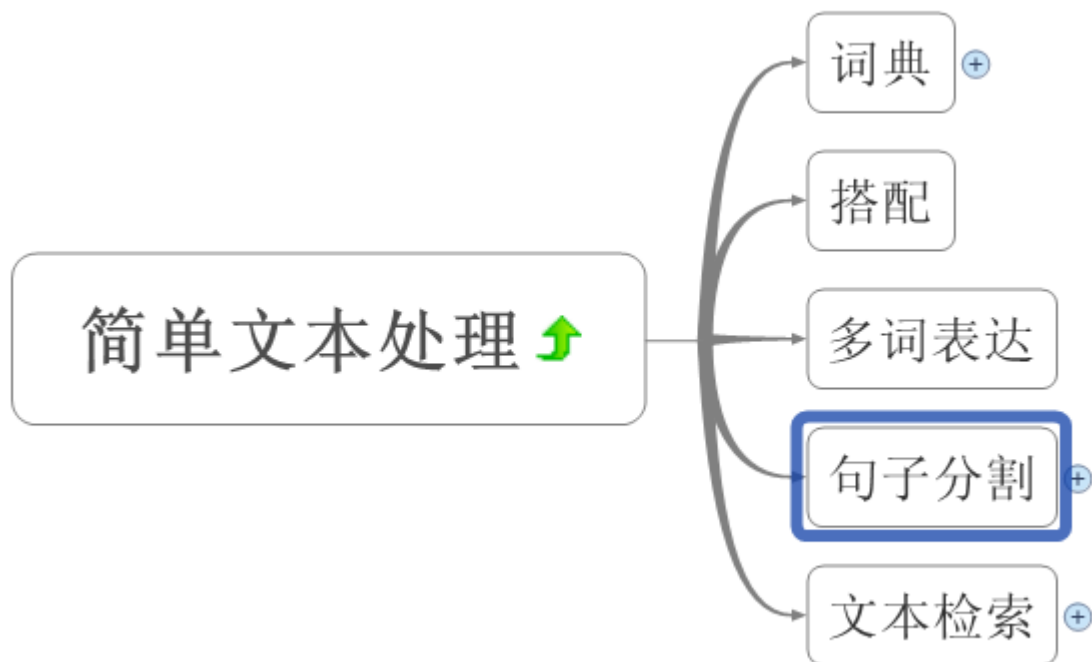 词典
搭配
简单文本处理
多词表达
句子分割
文本检索